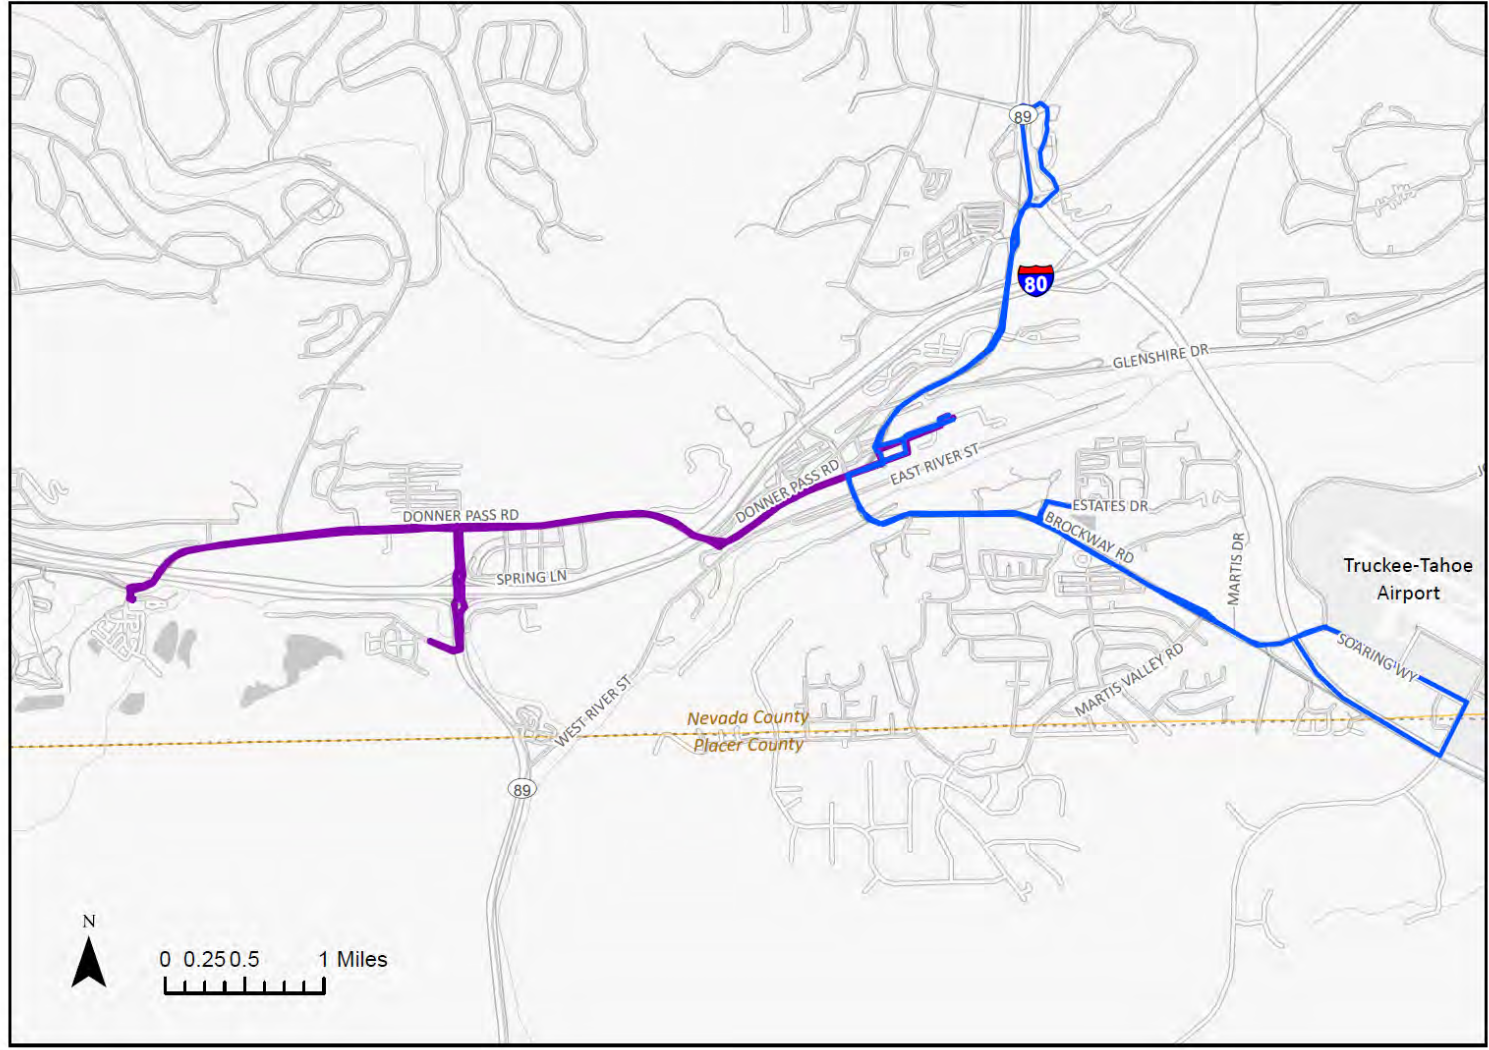 89
80
GLENSHIRE DR
DONNER PASS RD
EAST RIVER ST
DONNER PASS RD
ESTATES DR
BROCKWAY RD
MARTIS DR
Truckee-Tahoe
Airport
SPRING LN
SOARING WY
MARTIS VALLEY RD
WEST RIVER ST
Nevada County
Placer County
89
N
0 0.25 0.5 1 Miles